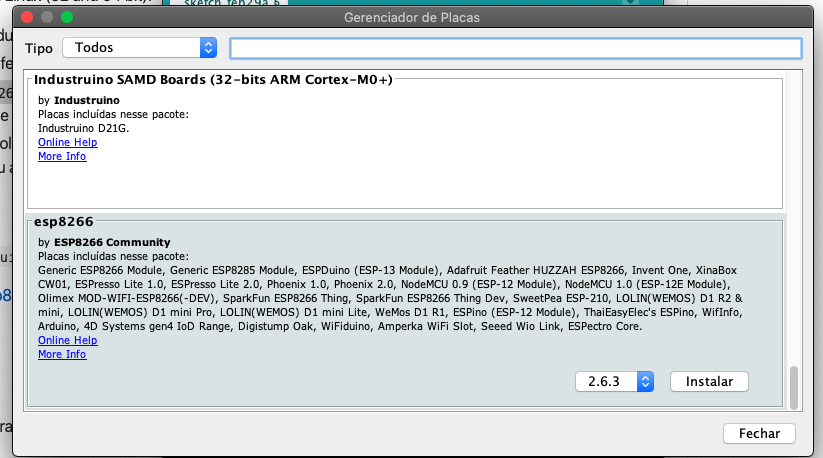 Gerenciador de Placas
Tipo Todos
Industruino SAMD Boards (32-bits ARM Cortex-M0+)
by Industruino
Placas incluídas nesse pacote:
Industruino D21G.
Online Help
More Info
esp8266
by ESP8266 Community
Placas incluídas nesse pacote:
Generic ESP8266 Module, Generic ESP8285 Module, ESPDuino (ESP-13 Module), Adafruit Feather HUZZAH ESP8266, Invent One, XinaBox
CW01, ESPresso Lite 1.0, ESPresso Lite 2.0, Phoenix 1.0, Phoenix 2.0, NodeMCU 0.9 (ESP-12 Module), NodeMCU 1.0 (ESP-12E Module),
Olimex MOD-WIFI-ESP8266(-DEV), SparkFun ESP8266 Thing, SparkFun ESP8266 Thing Dev, SweetPea ESP-210, LOLIN(WEMOS) D1 R2 &
mini, LOLIN(WEMOS) D1 mini Pro, LOLIN(WEMOS) D1 mini Lite, WeMos D1 R1, ESPino (ESP-12 Module), ThaiEasyElec's ESPino, WifInfo,
Arduino, 4D Systems gen4 IoD Range, Digistump Oak, WiFiduino, Amperka WiFi Slot, Seeed Wio Link, ESPectro Core.
Online Help
More Info
2.6.3 Instalar
Fechar